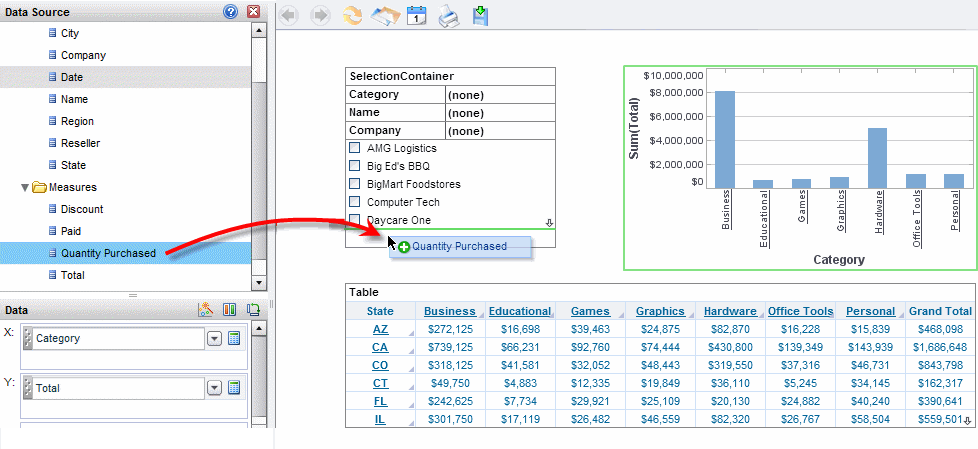 Data Source
City
Company
Date
Name
Region
Reseller
State
Measures
Discount
Paid
Quantity Purchased
Total
Data
X: Category
Y: Total
1
SelectionContainer
Category (none)
Name (none)
Company (none)
AMG Logistics
Big Ed's BBQ
BigMart Foodstores
Computer Tech
Daycare One
Quantity Purchased
Sum(Total)
$10,000,000
$8,000,000
$6,000,000
$4,000,000
$2,000,000
$0
Business
Educational
Games
Graphics
Hardware
Office Tools
Personal
Category
Table
State Business Educational Games Graphics Hardware Office Tools Personal Grand Total
AZ $272,125 $16,698 $39,463 $24,875 $82,870 $16,228 $15,839 $468,098
CA $739,125 $66,231 $92,760 $74,444 $430,800 $139,349 $143,939 $1,686,648
CO $318,125 $41,581 $32,052 $48,443 $319,550 $37,316 $46,731 $843,798
CT $49,750 $4,883 $12,335 $19,849 $36,110 $5,245 $34,145 $162,317
FL $242,625 $7,734 $29,921 $25,109 $20,130 $24,882 $40,240 $390,641
IL $301,750 $17,119 $26,482 $46,559 $82,320 $26,767 $58,504 $559,501